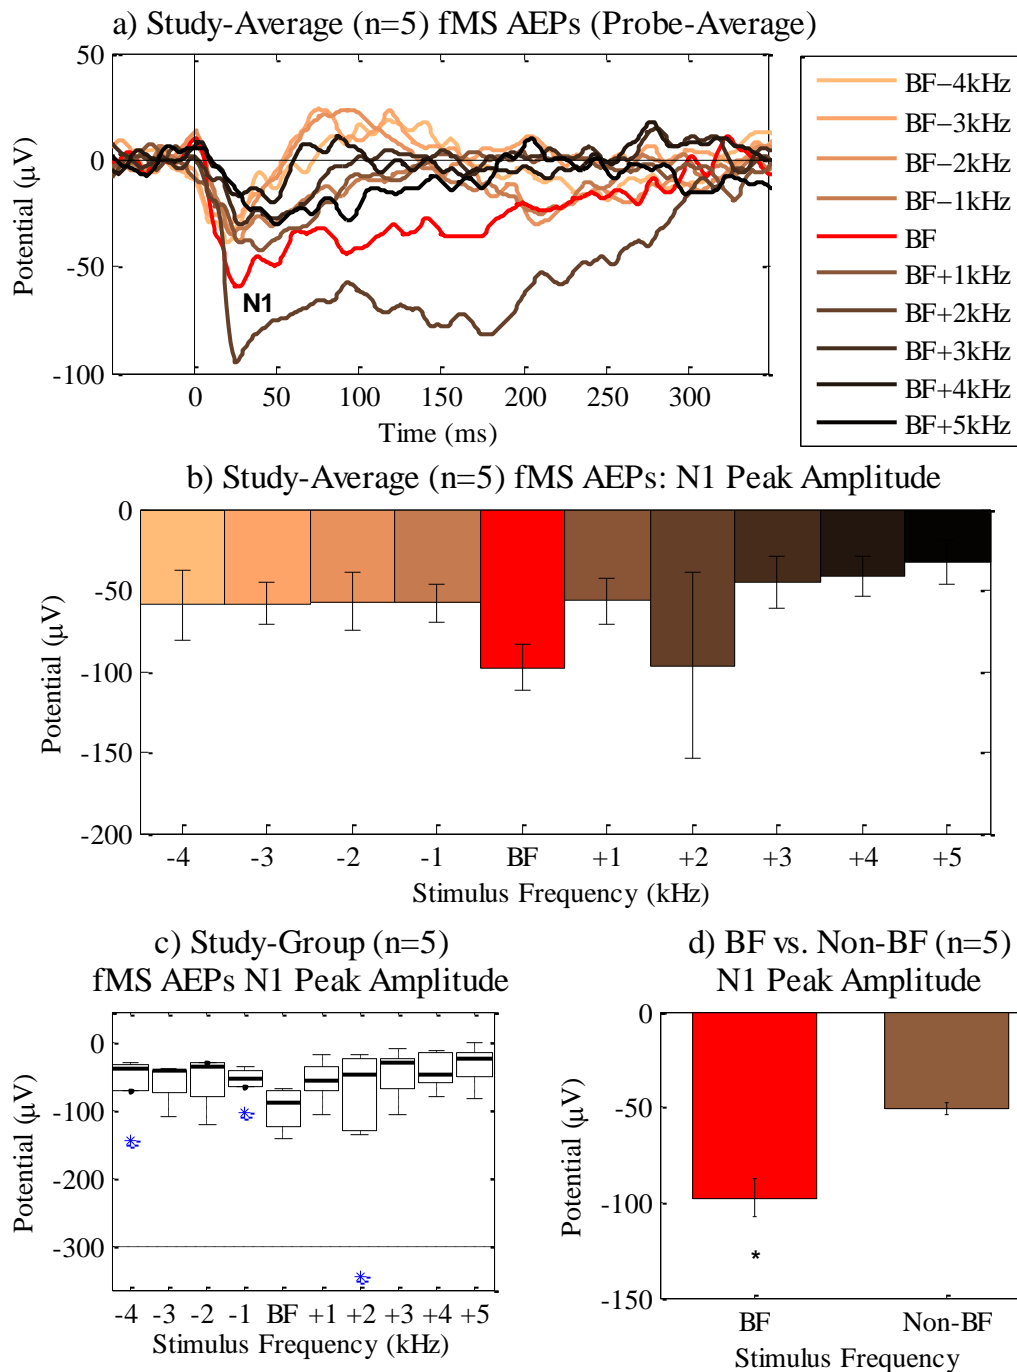 a) Study-Average (n=5) fMS AEPs (Probe-Average)
50
0
-50
-100
Potential (µV)
N1
0 50 100 150 200 250 300
Time (ms)
BF−4kHz
BF−3kHz
BF−2kHz
BF−1kHz
BF
BF+1kHz
BF+2kHz
BF+3kHz
BF+4kHz
BF+5kHz
b) Study-Average (n=5) fMS AEPs: N1 Peak Amplitude
0
-50
-100
-150
-200
Potential (µV)
-4 -3 -2 -1 BF +1 +2 +3 +4 +5
Stimulus Frequency (kHz)
c) Study-Group (n=5)
fMS AEPs N1 Peak Amplitude
0
-100
-200
-300
Potential (µV)
-4 -3 -2 -1 BF +1 +2 +3 +4 +5
Stimulus Frequency (kHz)
d) BF vs. Non-BF (n=5)
N1 Peak Amplitude
-0
-50
-100
-150
Potential (µV)
*
BF Non-BF
Stimulus Frequency